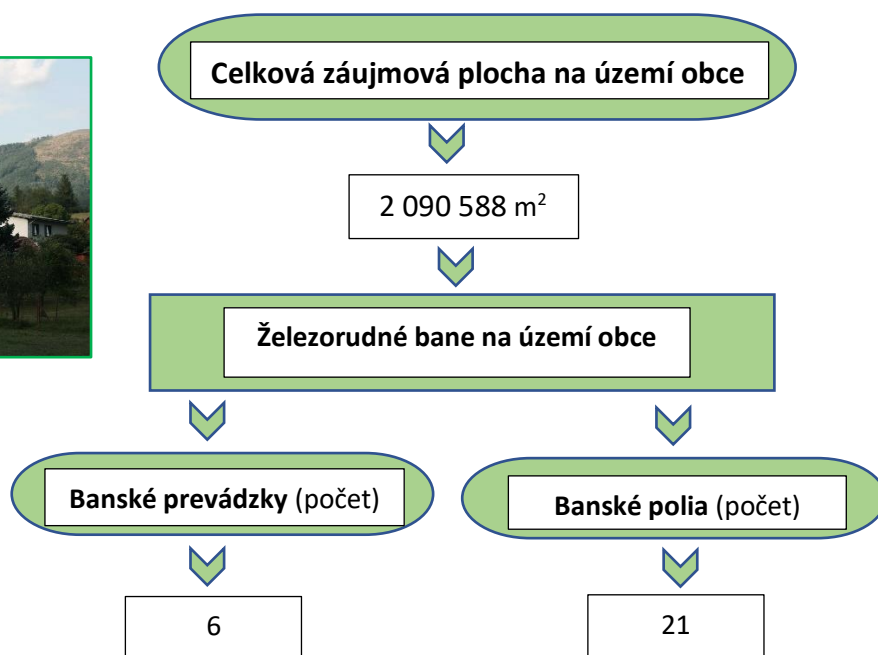 Celková záujmová plocha na území obce
2 090 588 m²
Železorudné bane na území obce
Banské prevádzky (počet)
Banské polia (počet)
6
21